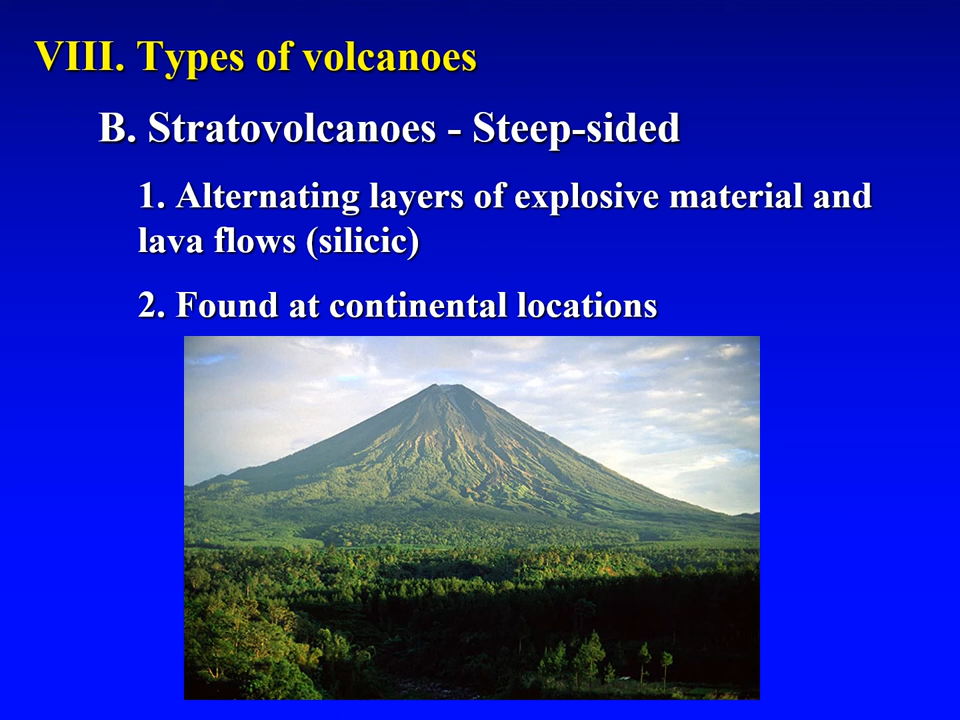 VIII. Types of volcanoes
B. Stratovolcanoes - Steep-sided
1. Alternating layers of explosive material and
lava flows (silicic)
2. Found at continental locations